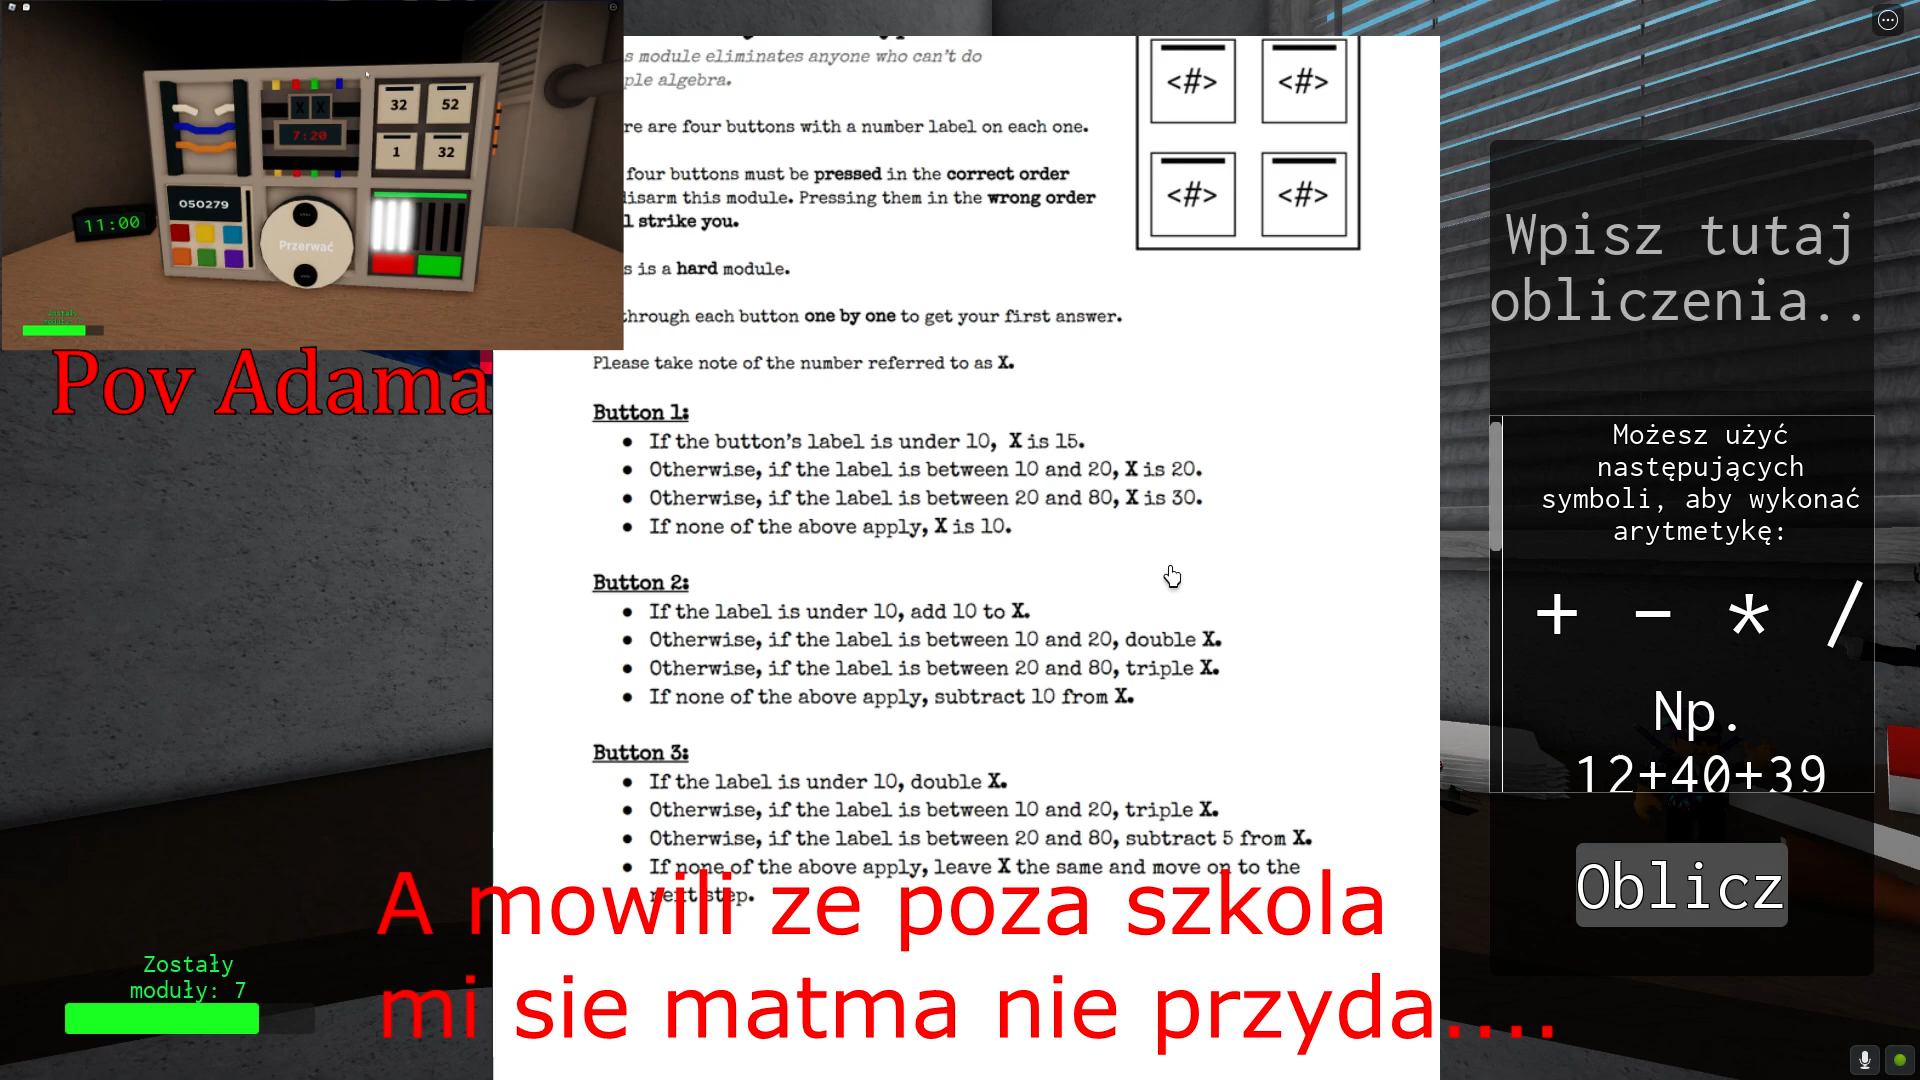 32
52
1
32
7:20
X X
050279
11:00
Przerwać
Zostały
Pov Adama
s module eliminates anyone who can't do
ple algebra.
re are four buttons with a number label on each one.
four buttons must be pressed in the correct order
isarm this module. Pressing them in the wrong order
l strike you.
s is a hard module.
through each button one by one to get your first answer.
Please take note of the number referred to as X.
Button 1:
● If the button's label is under 10, X is 15.
● Otherwise, if the label is between 10 and 20, X is 20.
● Otherwise, if the label is between 20 and 80, X is 30.
● If none of the above apply, X is 10.
Button 2:
● If the label is under 10, add 10 to X.
● Otherwise, if the label is between 10 and 20, double X.
● Otherwise, if the label is between 20 and 80, triple X.
● If none of the above apply, subtract 10 from X.
Button 3:
● If the label is under 10, double X.
● Otherwise, if the label is between 10 and 20, triple X.
● Otherwise, if the label is between 20 and 80, subtract 5 from X.
● If none of the above apply, leave X the same and move on to the
next step.
<#> <#>
<#> <#>
Wpisz tutaj
obliczenia..
Możesz użyć
następujących
symboli, aby wykonać
arytmetykę:
+ - * /
Np.
12+40+39
Oblicz
A mowili ze poza szkola
mi sie matma nie przyda....
Zostały
moduły: 7